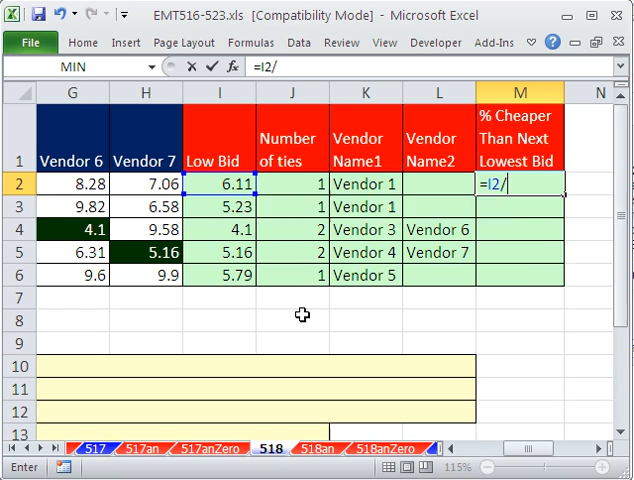 EMT516-523.xls [Compatibility Mode] - Microsoft Excel
File Home Insert Page Layout Formulas Data Review View Developer Add-Ins
MIN =I2/
G H I J K L M N
1 Vendor 6 Vendor 7 Low Bid Number of ties Vendor Name1 Vendor Name2 % Cheaper Than Next Lowest Bid
2 8.28 7.06 6.11 1 Vendor 1 =I2/
3 9.82 6.58 5.23 1 Vendor 1
4 4.1 9.58 4.1 2 Vendor 3 Vendor 6
5 6.31 5.16 5.16 2 Vendor 4 Vendor 7
6 9.6 9.9 5.79 1 Vendor 5
7
8
9
10
11
12
13
517 517an 517anZero 518 518an 518anZero
Enter 115%